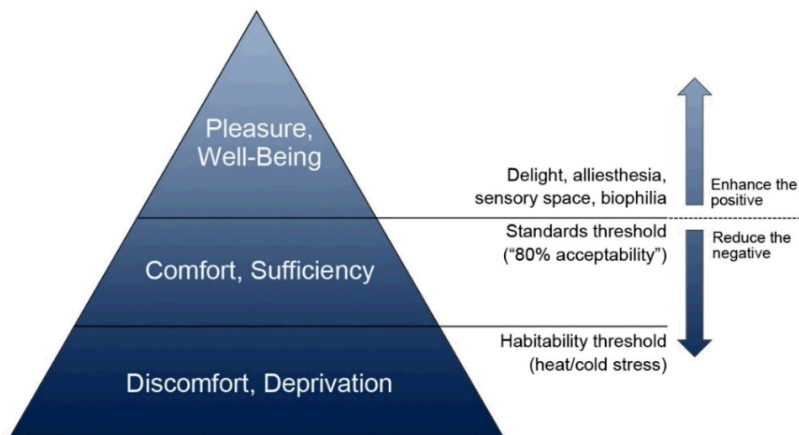 Pleasure,
Well-Being
Delight, alliesthesia,
sensory space, biophilia
Enhance the
positive
Standards threshold
("80% acceptability")
Reduce the
negative
Comfort, Sufficiency
Habitability threshold
(heat/cold stress)
Discomfort, Deprivation